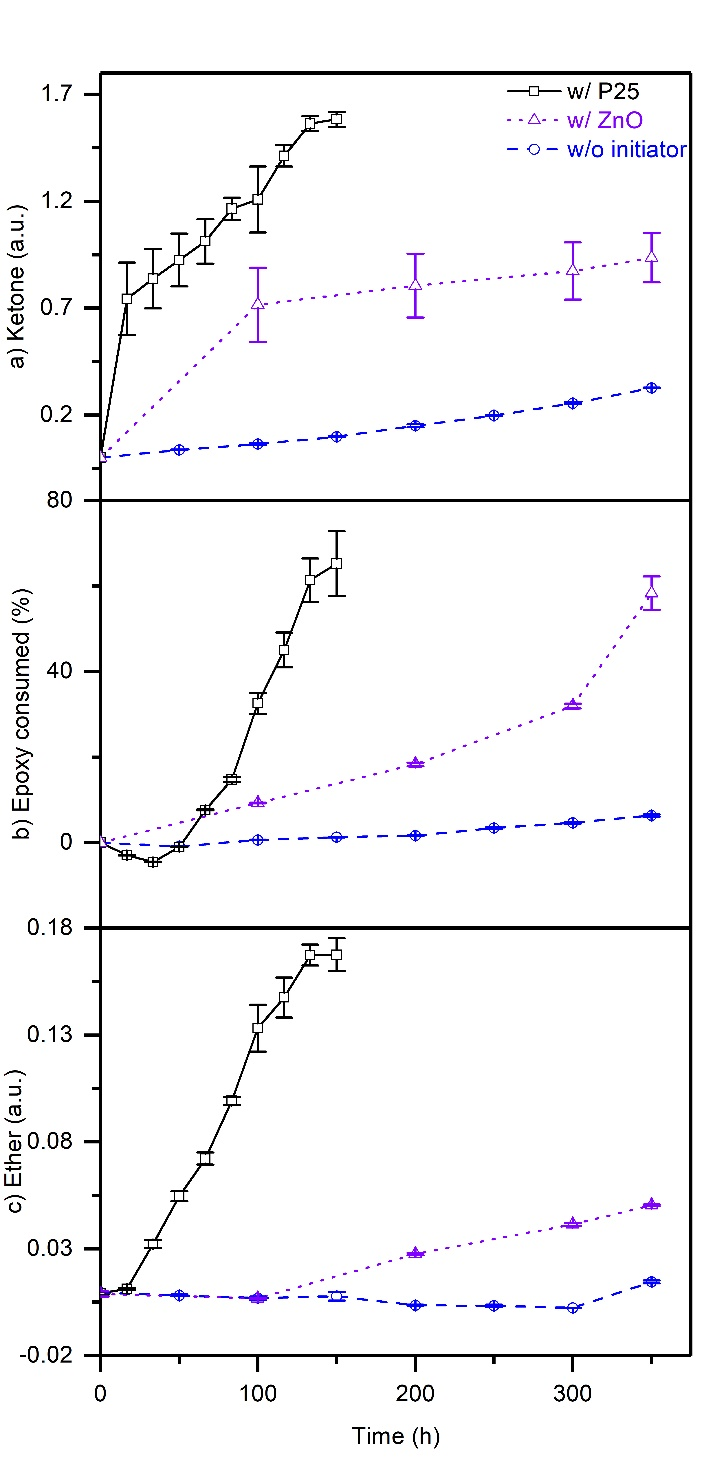 w/ P25
w/ ZnO
w/o initiator
a) Ketone (a.u.)
1.7
1.2
0.7
0.2
b) Epoxy consumed (%)
80
40
0
c) Ether (a.u.)
0.18
0.13
0.08
0.03
-0.02
0 100 200 300
Time (h)